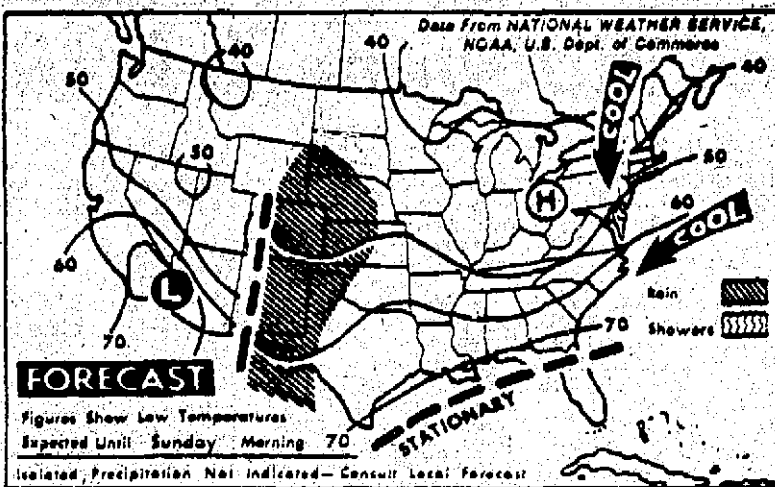 Data From NATIONAL WEATHER SERVICE,
NOAA, U.S. Dept. of Commerce
40
40
40
50
50
50
COOL
H
60
COOL
60
L
70
Rain
Showers
70
STATIONARY
FORECAST
Figures Show Low Temperatures
Expected Until Sunday Morning 70
Isolated Precipitation Not Indicated— Consult Local Forecast